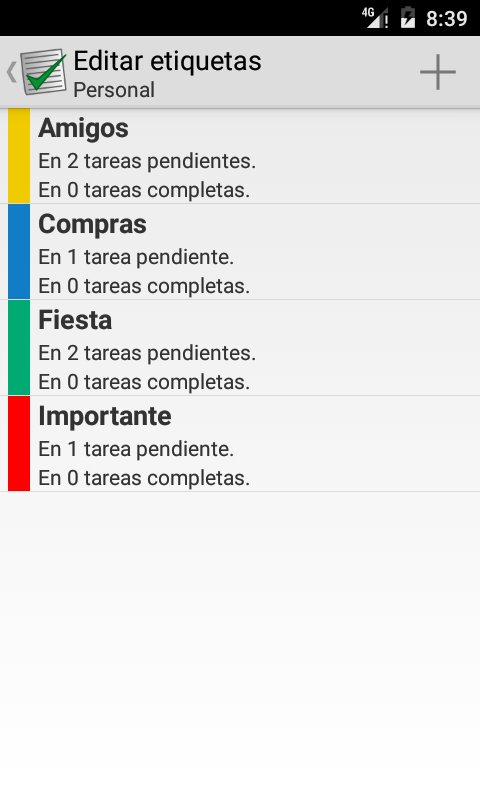 4G 8:39
Editar etiquetas
Personal
Amigos
En 2 tareas pendientes.
En 0 tareas completas.
Compras
En 1 tarea pendiente.
En 0 tareas completas.
Fiesta
En 2 tareas pendientes.
En 0 tareas completas.
Importante
En 1 tarea pendiente.
En 0 tareas completas.